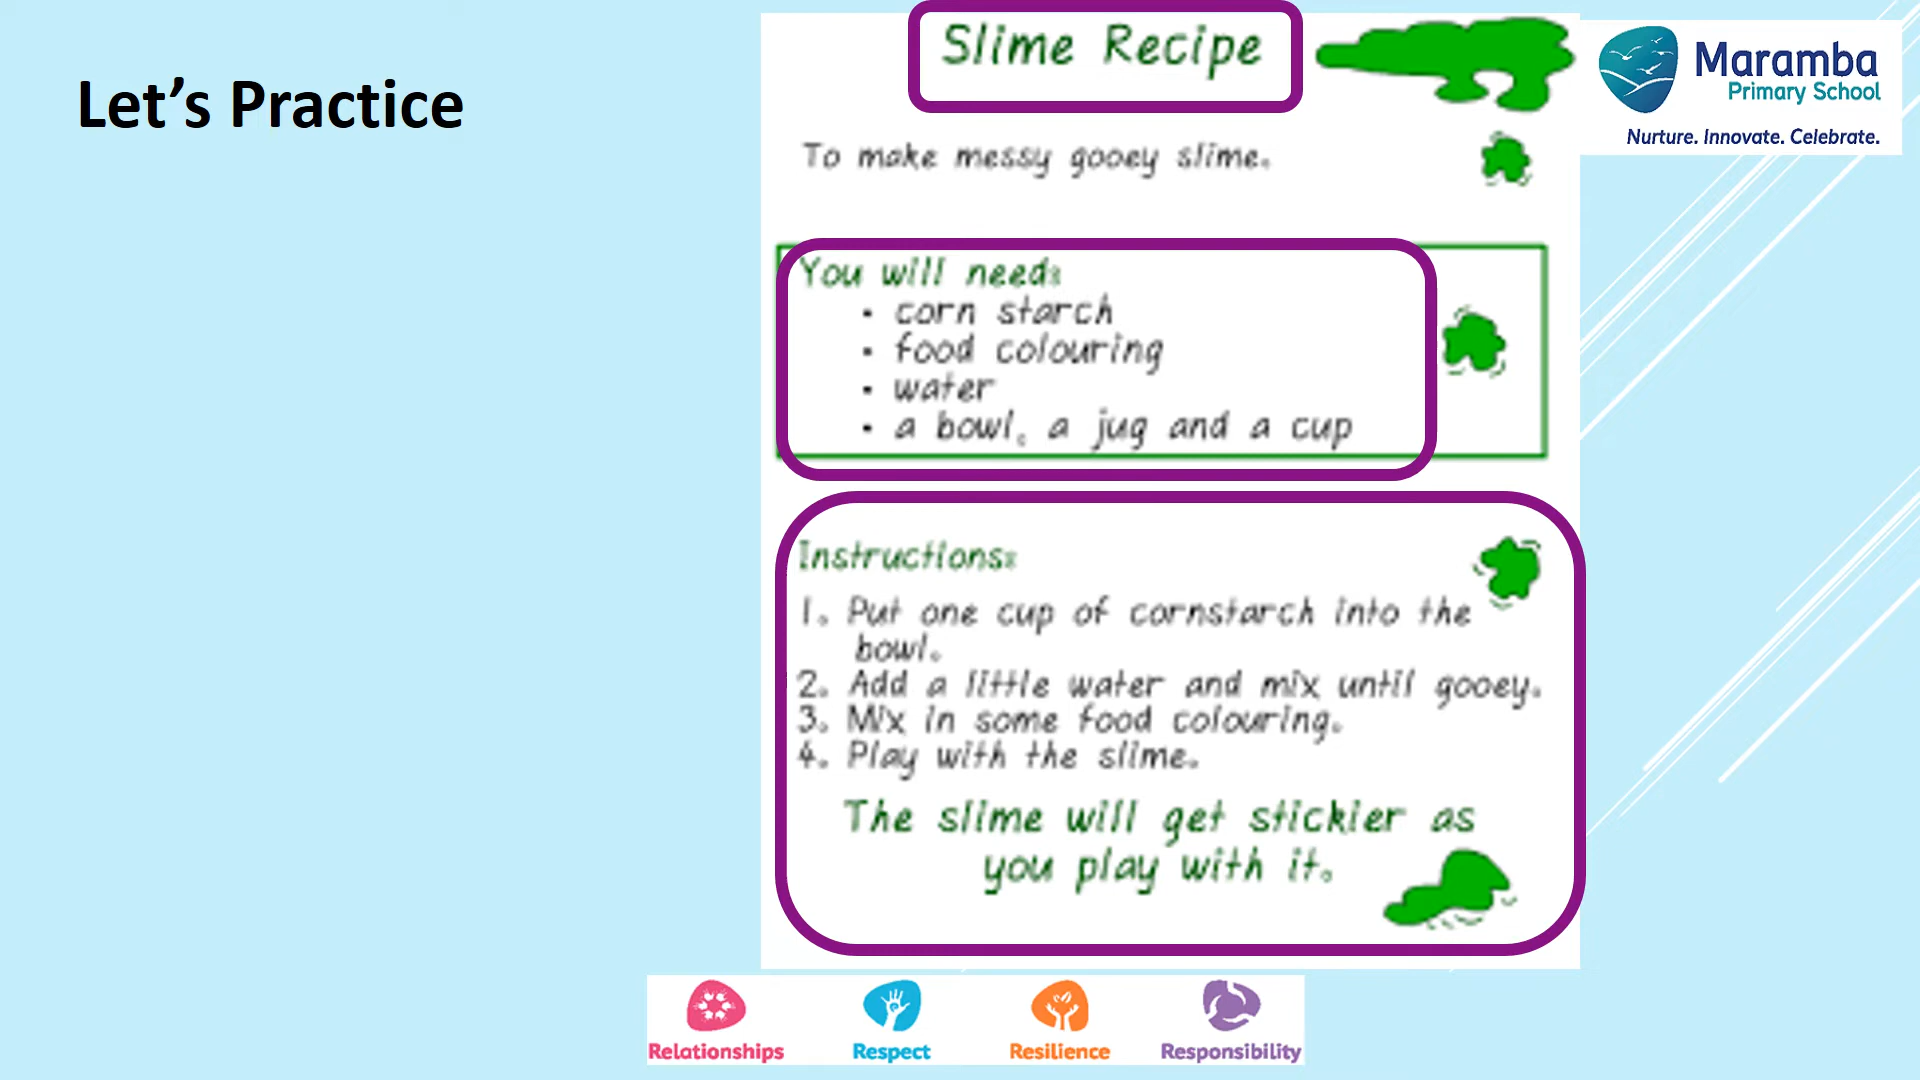 Let's Practice
Slime Recipe
Maramba
Primary School
Nurture. Innovate. Celebrate.
To make messy gooey slime.
You will need:
• corn starch
• food colouring
• water
• a bowl, a jug and a cup
Instructions:
1. Put one cup of cornstarch into the
bowl.
2. Add a little water and mix until gooey.
3. Mix in some food colouring.
4. Play with the slime.
The slime will get stickier as
you play with it.
Relationships
Respect
Resilience
Responsibility